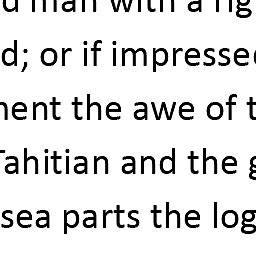 d man with a rig
d; or if impressed
ment the awe of t
Tahitian and the g
sea parts the log